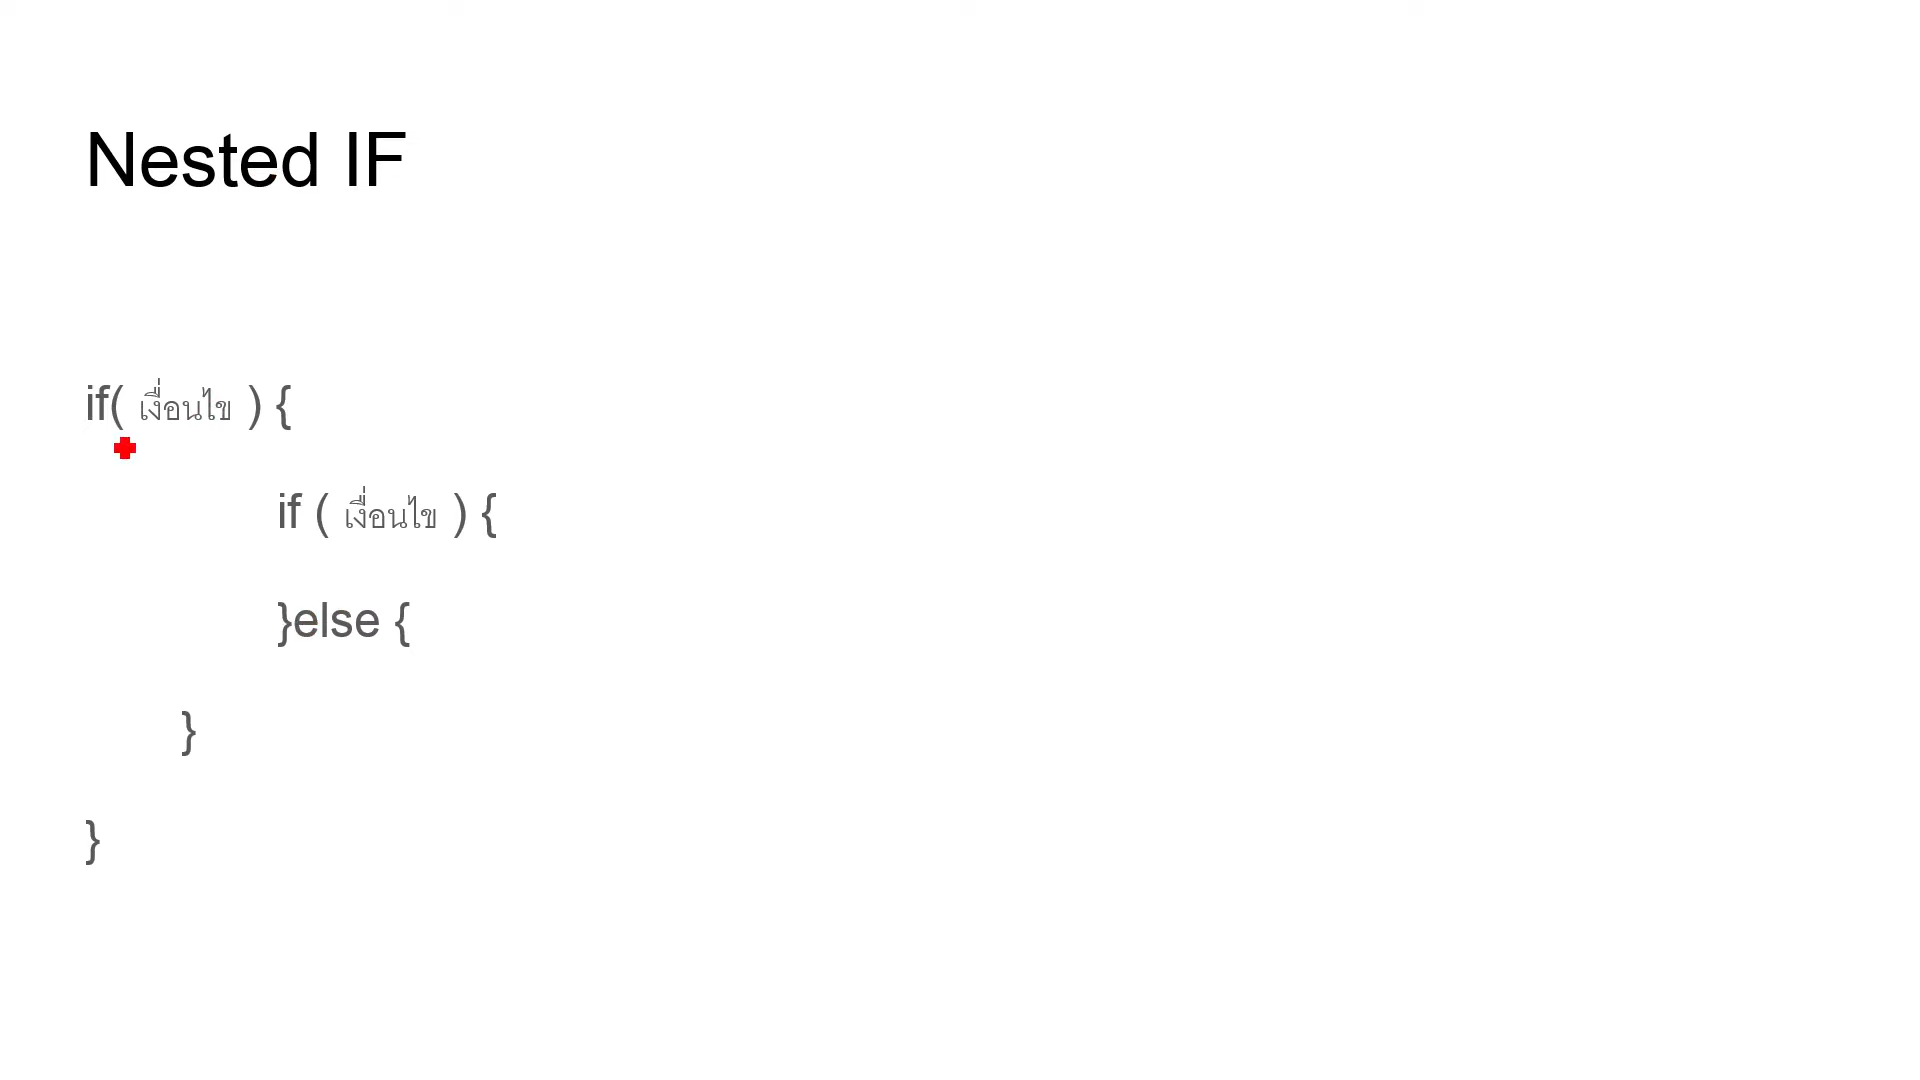 Nested IF
if( เงื่อนไข ) {
if ( เงื่อนไข ) {
}else {
}
}